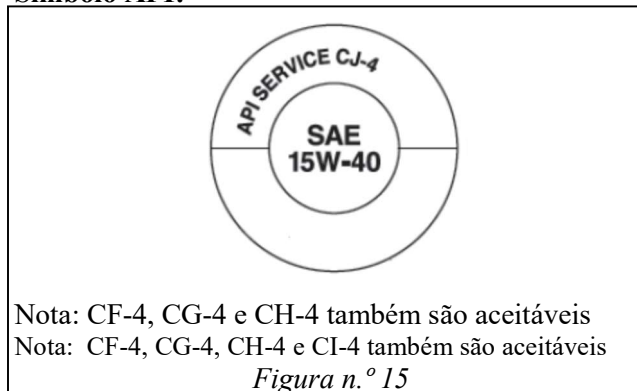 API SERVICE CJ-4
SAE
15W-40
Nota: CF-4, CG-4 e CH-4 também são aceitáveis
Nota: CF-4, CG-4, CH-4 e CI-4 também são aceitáveis
Figura n.º 15